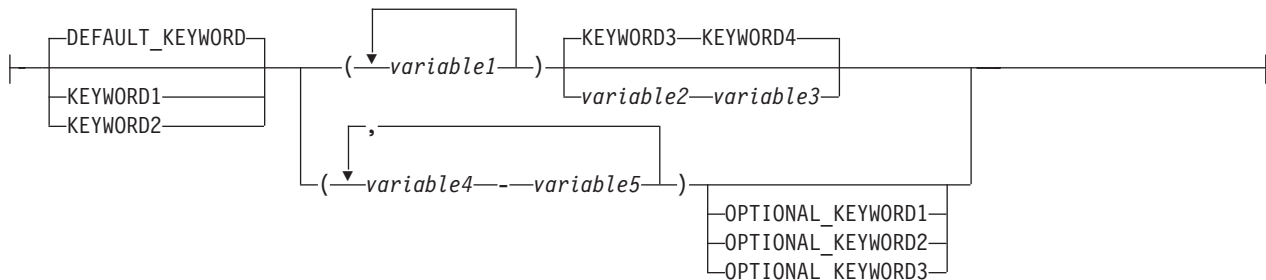 DEFAULT_KEYWORD KEYWORD3 KEYWORD4
( variable1 )
KEYWORD1 variable2 variable3
KEYWORD2
,
( variable4 - variable5 )
OPTIONAL_KEYWORD1
OPTIONAL_KEYWORD2
OPTIONAL_KEYWORD3